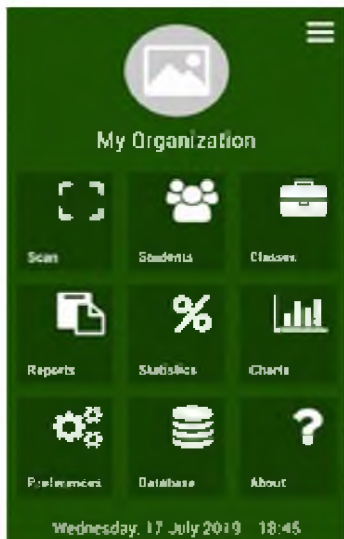 My Organization
Scan Students Classes
Reports Statistics Charts
Preferences Database About
Wednesday, 17 July 2019 18:45